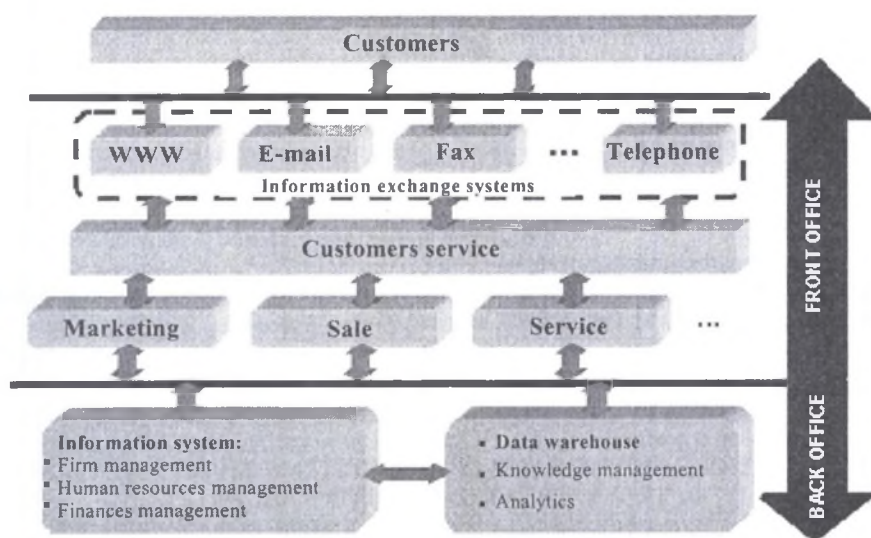 Customers
WWW
E-mail
Fax
...
Telephone
Information exchange systems
Customers service
Marketing
Sale
Service
...
Information system:
▪ Firm management
▪ Human resources management
▪ Finances management
▪ Data warehouse
▪ Knowledge management
▪ Analytics
FRONT OFFICE
BACK OFFICE